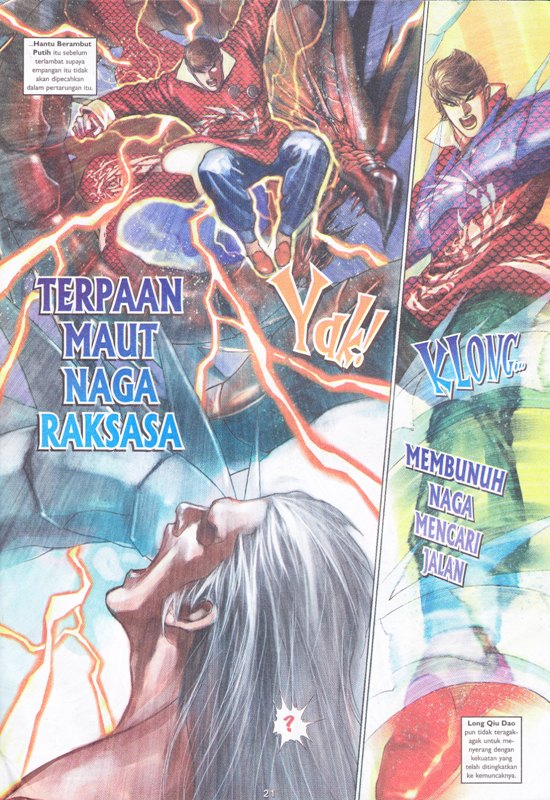 ...Hantu Berambut
Putih itu sebelum
terlambat supaya
empangan itu tidak
akan dipecahkan
dalam pertarungan itu.
TERPAAN
MAUT
NAGA
RAKSASA
Yak!!
KLONG...
MEMBUNUH
NAGA
MENCARI
JALAN
?
Long Qiu Dao
pun tidak teragak-
agak untuk me-
nyerang dengan
kekuatan yang
telah ditingkatkan
ke kemuncaknya.
21